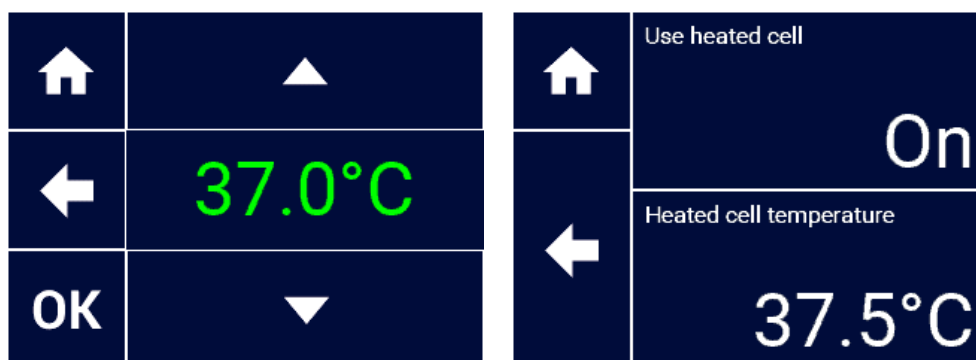 37.0°C
OK
Use heated cell
On
Heated cell temperature
37.5°C